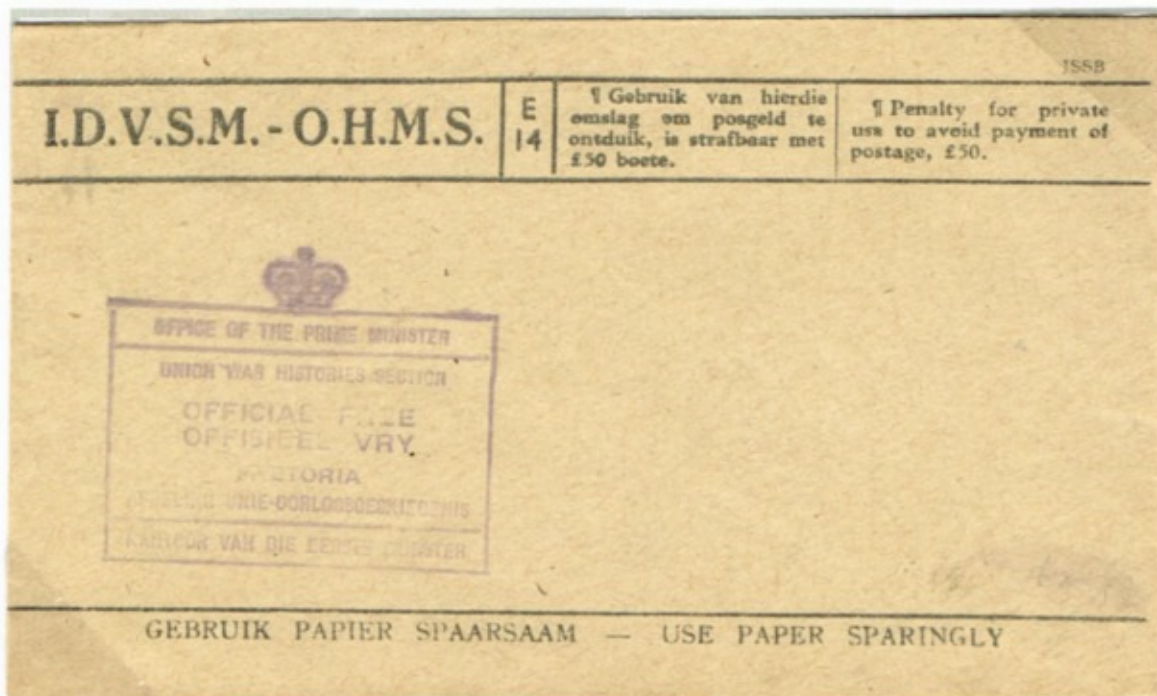 JSSB
I.D.V.S.M. - O.H.M.S.
E
14
¶ Gebruik van hierdie
omslag om posgeld te
ontduik, is strafbaar met
£50 boete.
¶ Penalty for private
use to avoid payment of
postage, £50.
OFFICE OF THE PRIME MINISTER
UNION WAR HISTORIES SECTION
OFFICIAL
OFFISIEEL VRY
PRETORIA
UNIE-OORLOGSGESKIEDENIS
KANTOOR VAN DIE EERSTE MINISTER
GEBRUIK PAPIER SPAARSAAM — USE PAPER SPARINGLY